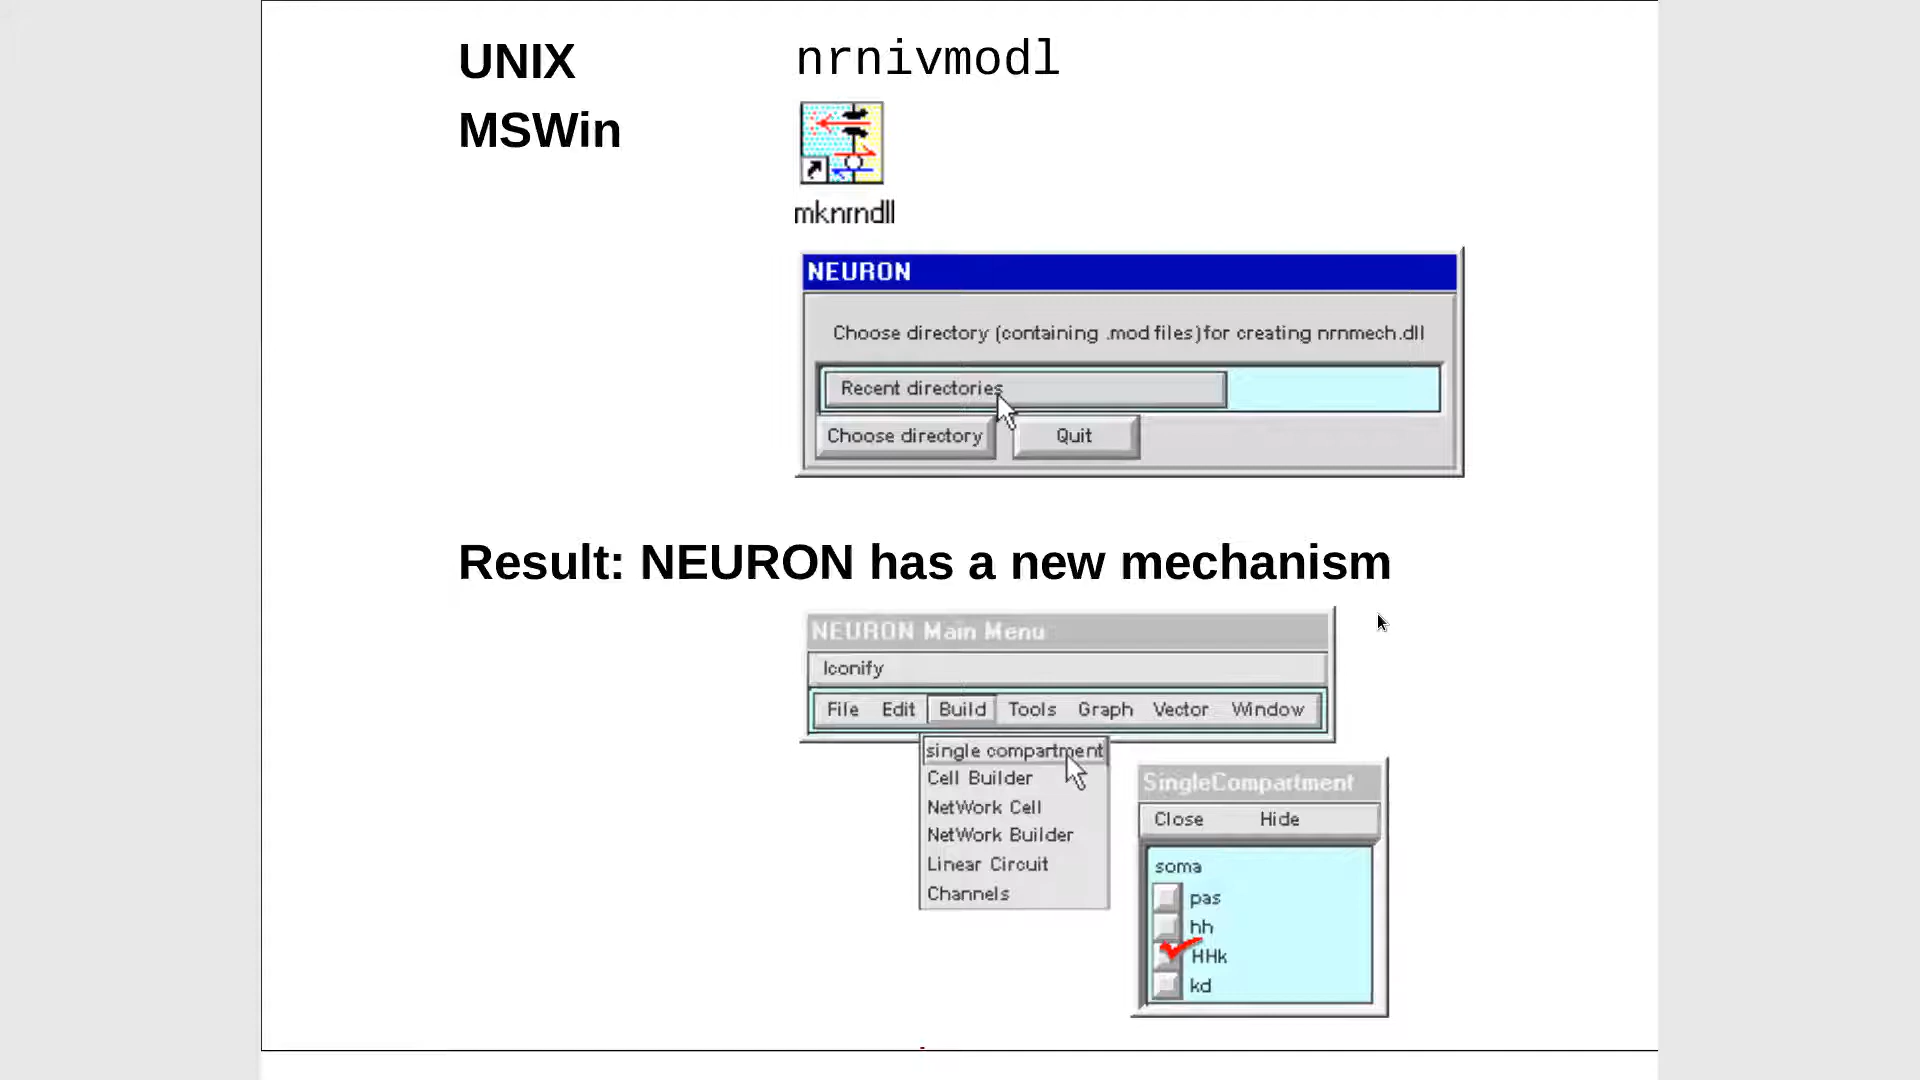 UNIX nrnivmodl
MSWin
mknrndll
NEURON
Choose directory (containing .mod files)for creating nrnmech.dll
Recent directories
Choose directory Quit
Result: NEURON has a new mechanism
NEURON Main Menu
Iconify
File Edit Build Tools Graph Vector Window
single compartment
Cell Builder
NetWork Cell
NetWork Builder
Linear Circuit
Channels
SingleCompartment
Close Hide
soma
pas
hh
HHk
kd